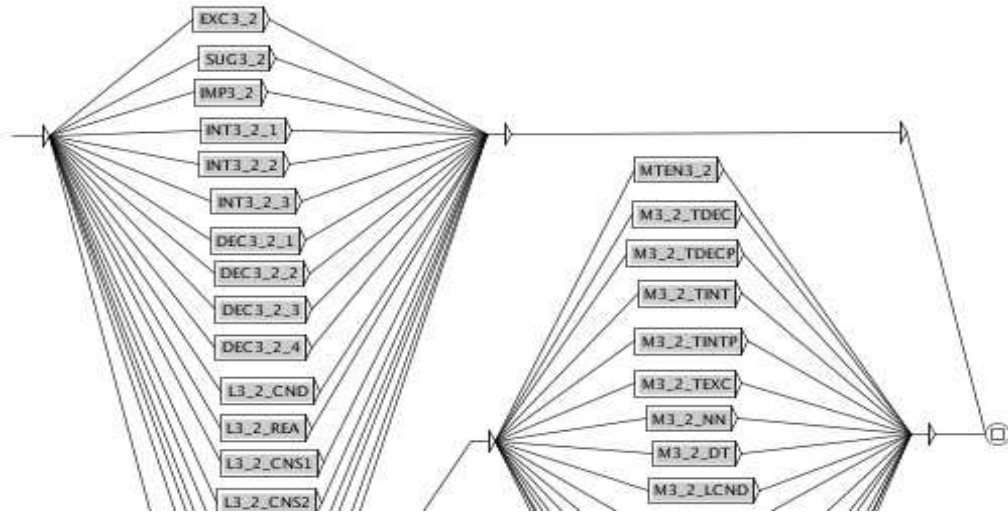 EXC3_2
SUG3_2
IMP3_2
INT3_2_1
INT3_2_2
INT3_2_3
DEC3_2_1
DEC3_2_2
DEC3_2_3
DEC3_2_4
L3_2_CND
L3_2_REA
L3_2_CNS1
L3_2_CNS2
MTEN3_2
M3_2_TDEC
M3_2_TDECP
M3_2_TINT
M3_2_TINTP
M3_2_TEXC
M3_2_NN
M3_2_DT
M3_2_LCND